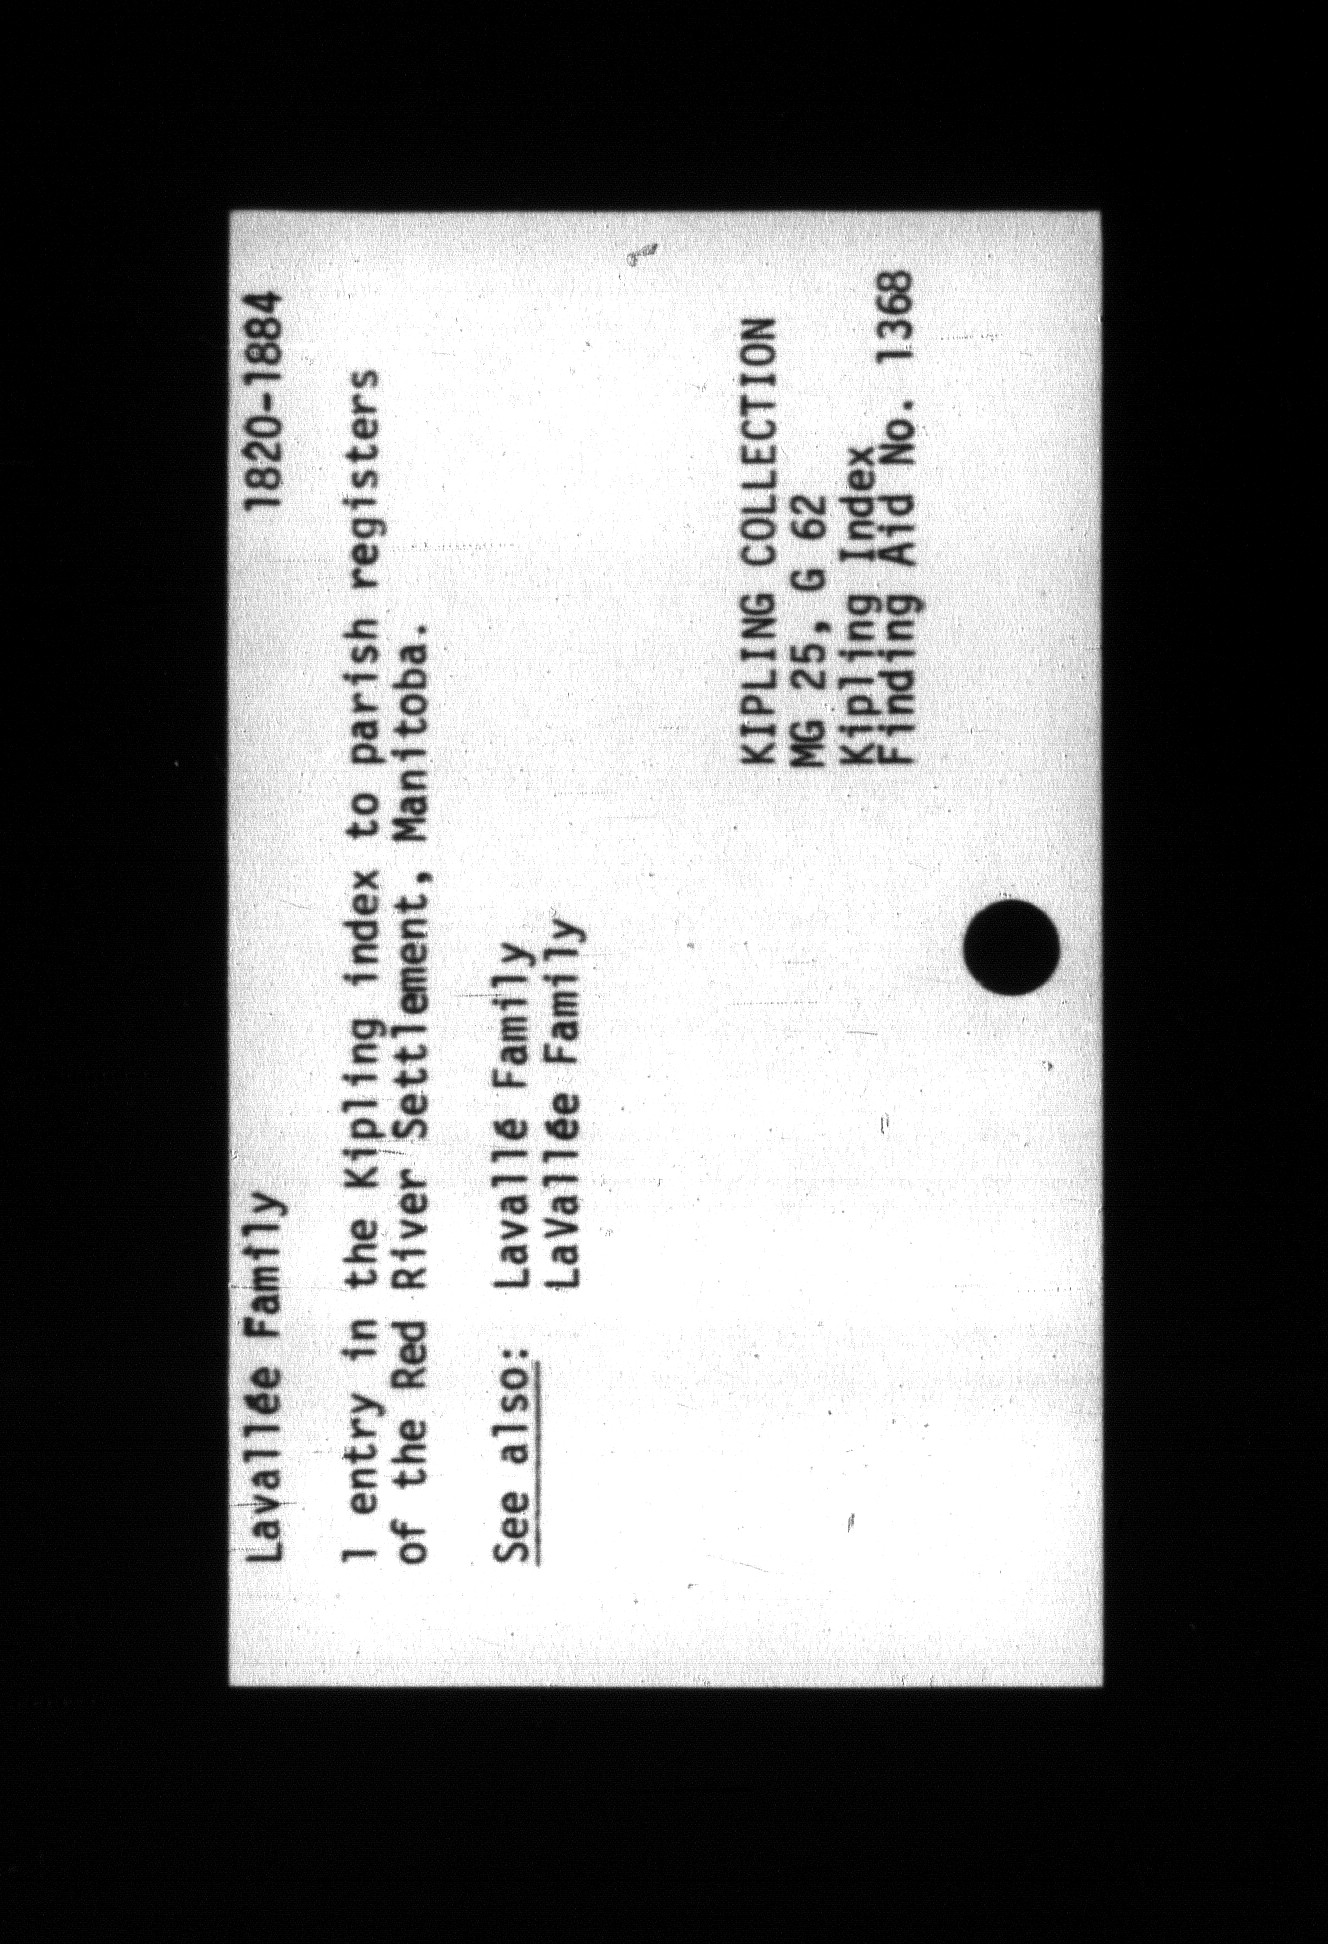 Lavallée Family 1820-1884
1 entry in the Kipling index to parish registers
of the Red River Settlement, Manitoba.
See also: Lavallé Family
LaVallée Family
KIPLING COLLECTION
MG 25, G 62
Kipling Index
Finding Aid No. 1368